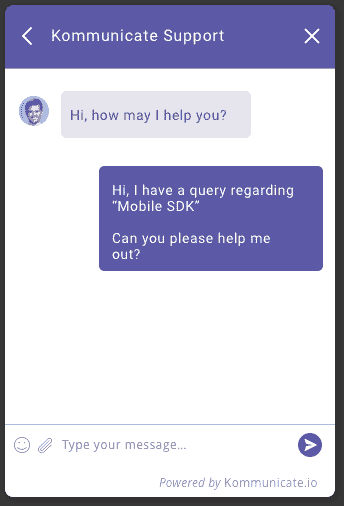 Kommunicate Support
Hi, how may I help you?
Hi, I have a query regarding
“Mobile SDK”
Can you please help me
out?
Type your message...
Powered by Kommunicate.io